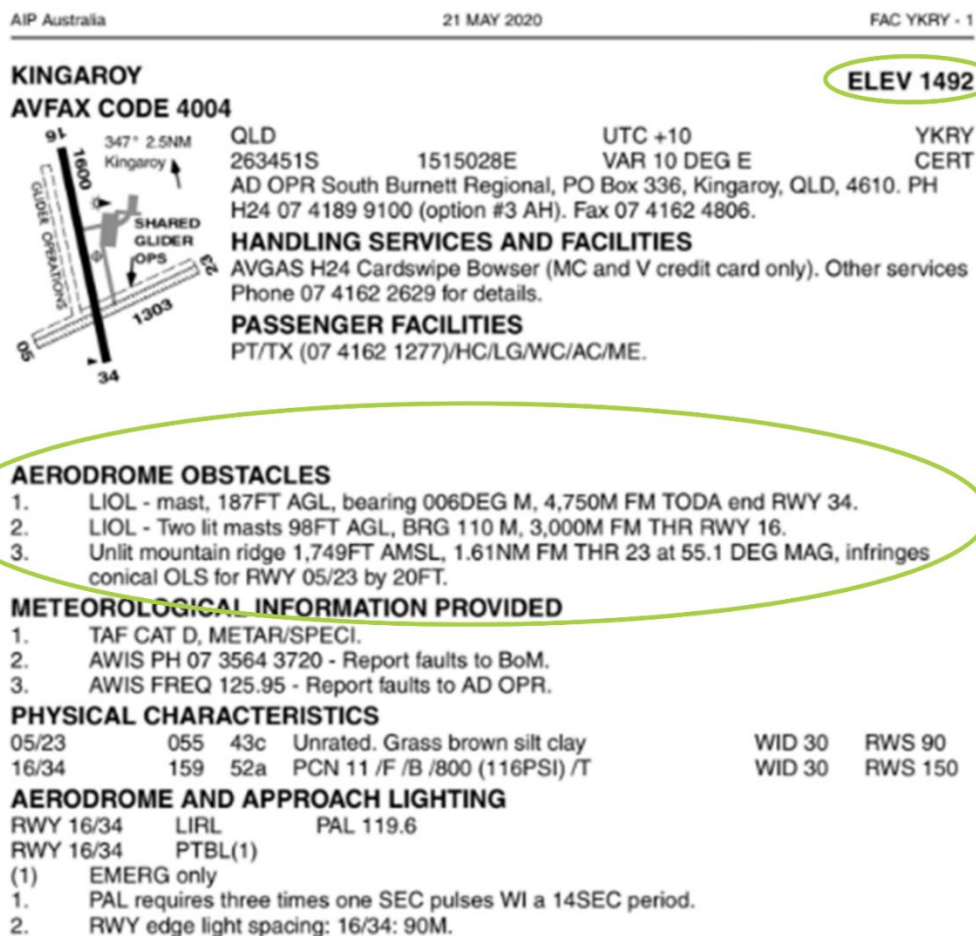 AIP Australia 21 MAY 2020 FAC YKRY - 1
KINGAROY ELEV 1492
AVFAX CODE 4004
16 347° 2.5NM QLD UTC +10 YKRY
1600 Kingaroy 263451S 1515028E VAR 10 DEG E CERT
AD OPR South Burnett Regional, PO Box 336, Kingaroy, QLD, 4610. PH
H24 07 4189 9100 (option #3 AH). Fax 07 4162 4806.
GLIDER OPERATIONS
SHARED
GLIDER
OPS
23
1303
05
34
HANDLING SERVICES AND FACILITIES
AVGAS H24 Cardswipe Bowser (MC and V credit card only). Other services
Phone 07 4162 2629 for details.
PASSENGER FACILITIES
PT/TX (07 4162 1277)/HC/LG/WC/AC/ME.
AERODROME OBSTACLES
1. LIOL - mast, 187FT AGL, bearing 006DEG M, 4,750M FM TODA end RWY 34.
2. LIOL - Two lit masts 98FT AGL, BRG 110 M, 3,000M FM THR RWY 16.
3. Unlit mountain ridge 1,749FT AMSL, 1.61NM FM THR 23 at 55.1 DEG MAG, infringes
conical OLS for RWY 05/23 by 20FT.
METEOROLOGICAL INFORMATION PROVIDED
1. TAF CAT D, METAR/SPECI.
2. AWIS PH 07 3564 3720 - Report faults to BoM.
3. AWIS FREQ 125.95 - Report faults to AD OPR.
PHYSICAL CHARACTERISTICS
05/23 055 43c Unrated. Grass brown silt clay WID 30 RWS 90
16/34 159 52a PCN 11 /F /B /800 (116PSI) /T WID 30 RWS 150
AERODROME AND APPROACH LIGHTING
RWY 16/34 LIRL PAL 119.6
RWY 16/34 PTBL(1)
(1) EMERG only
1. PAL requires three times one SEC pulses WI a 14SEC period.
2. RWY edge light spacing: 16/34: 90M.